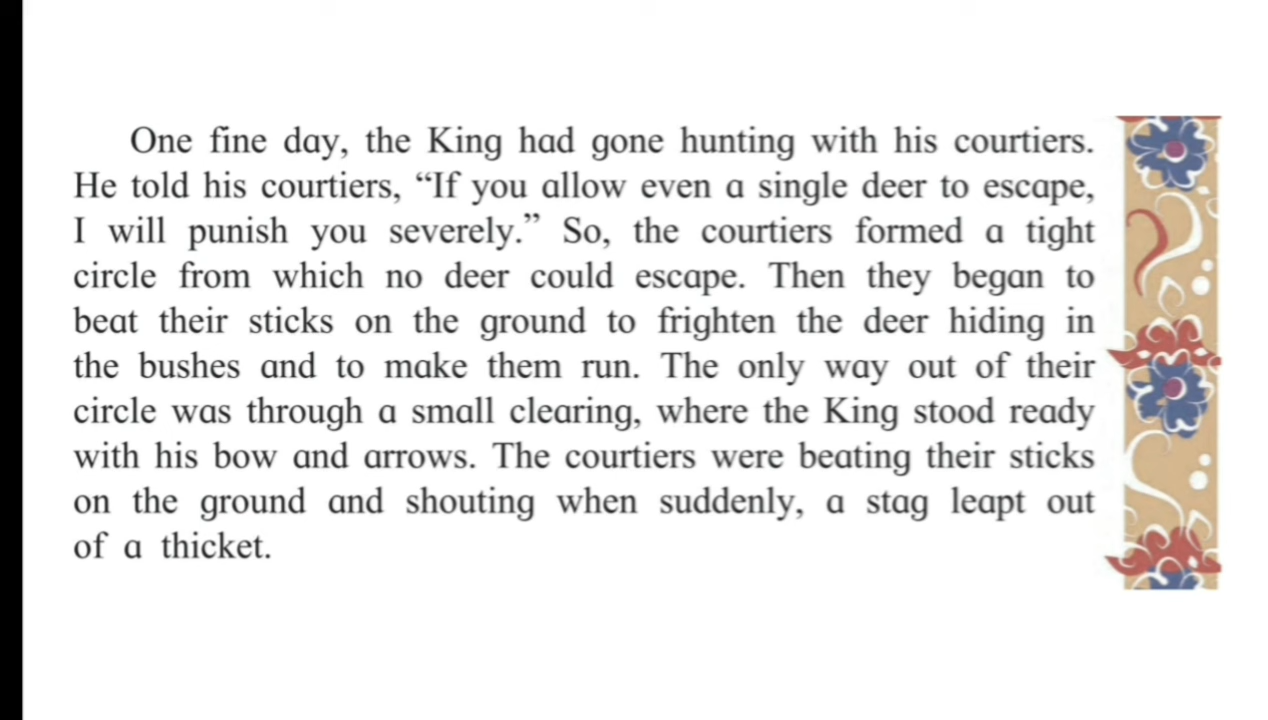 One fine day, the King had gone hunting with his courtiers.
He told his courtiers, “If you allow even a single deer to escape,
I will punish you severely.” So, the courtiers formed a tight
circle from which no deer could escape. Then they began to
beat their sticks on the ground to frighten the deer hiding in
the bushes and to make them run. The only way out of their
circle was through a small clearing, where the King stood ready
with his bow and arrows. The courtiers were beating their sticks
on the ground and shouting when suddenly, a stag leapt out
of a thicket.